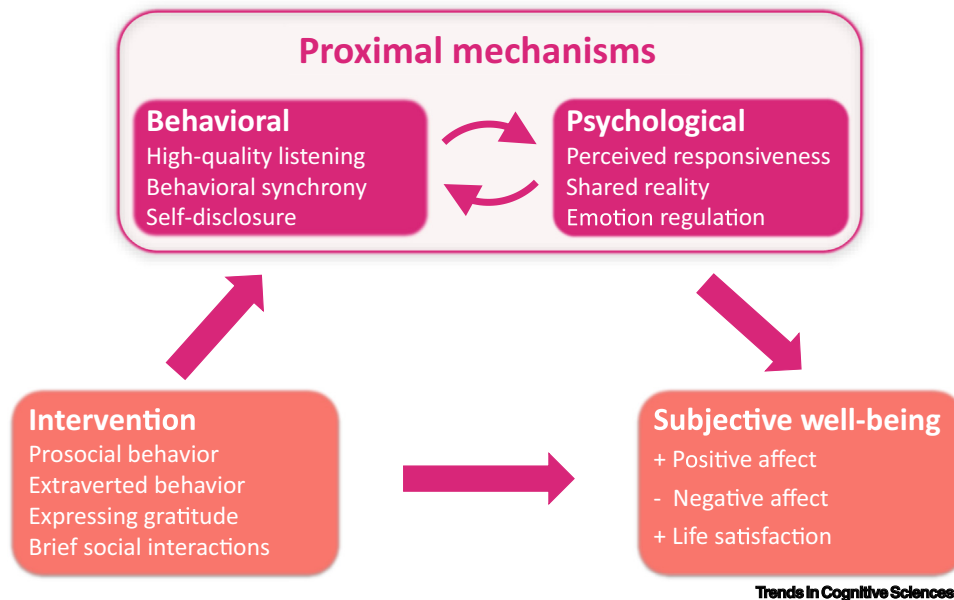 Proximal mechanisms
Behavioral
High-quality listening
Behavioral synchrony
Self-disclosure
Psychological
Perceived responsiveness
Shared reality
Emotion regulation
Intervention
Prosocial behavior
Extraverted behavior
Expressing gratitude
Brief social interactions
Subjective well-being
+ Positive affect
- Negative affect
+ Life satisfaction
Trends in Cognitive Sciences